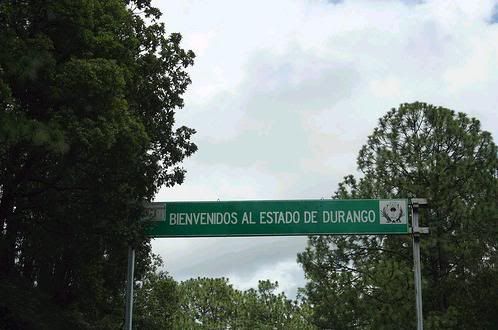 BIENVENIDOS AL ESTADO DE DURANGO